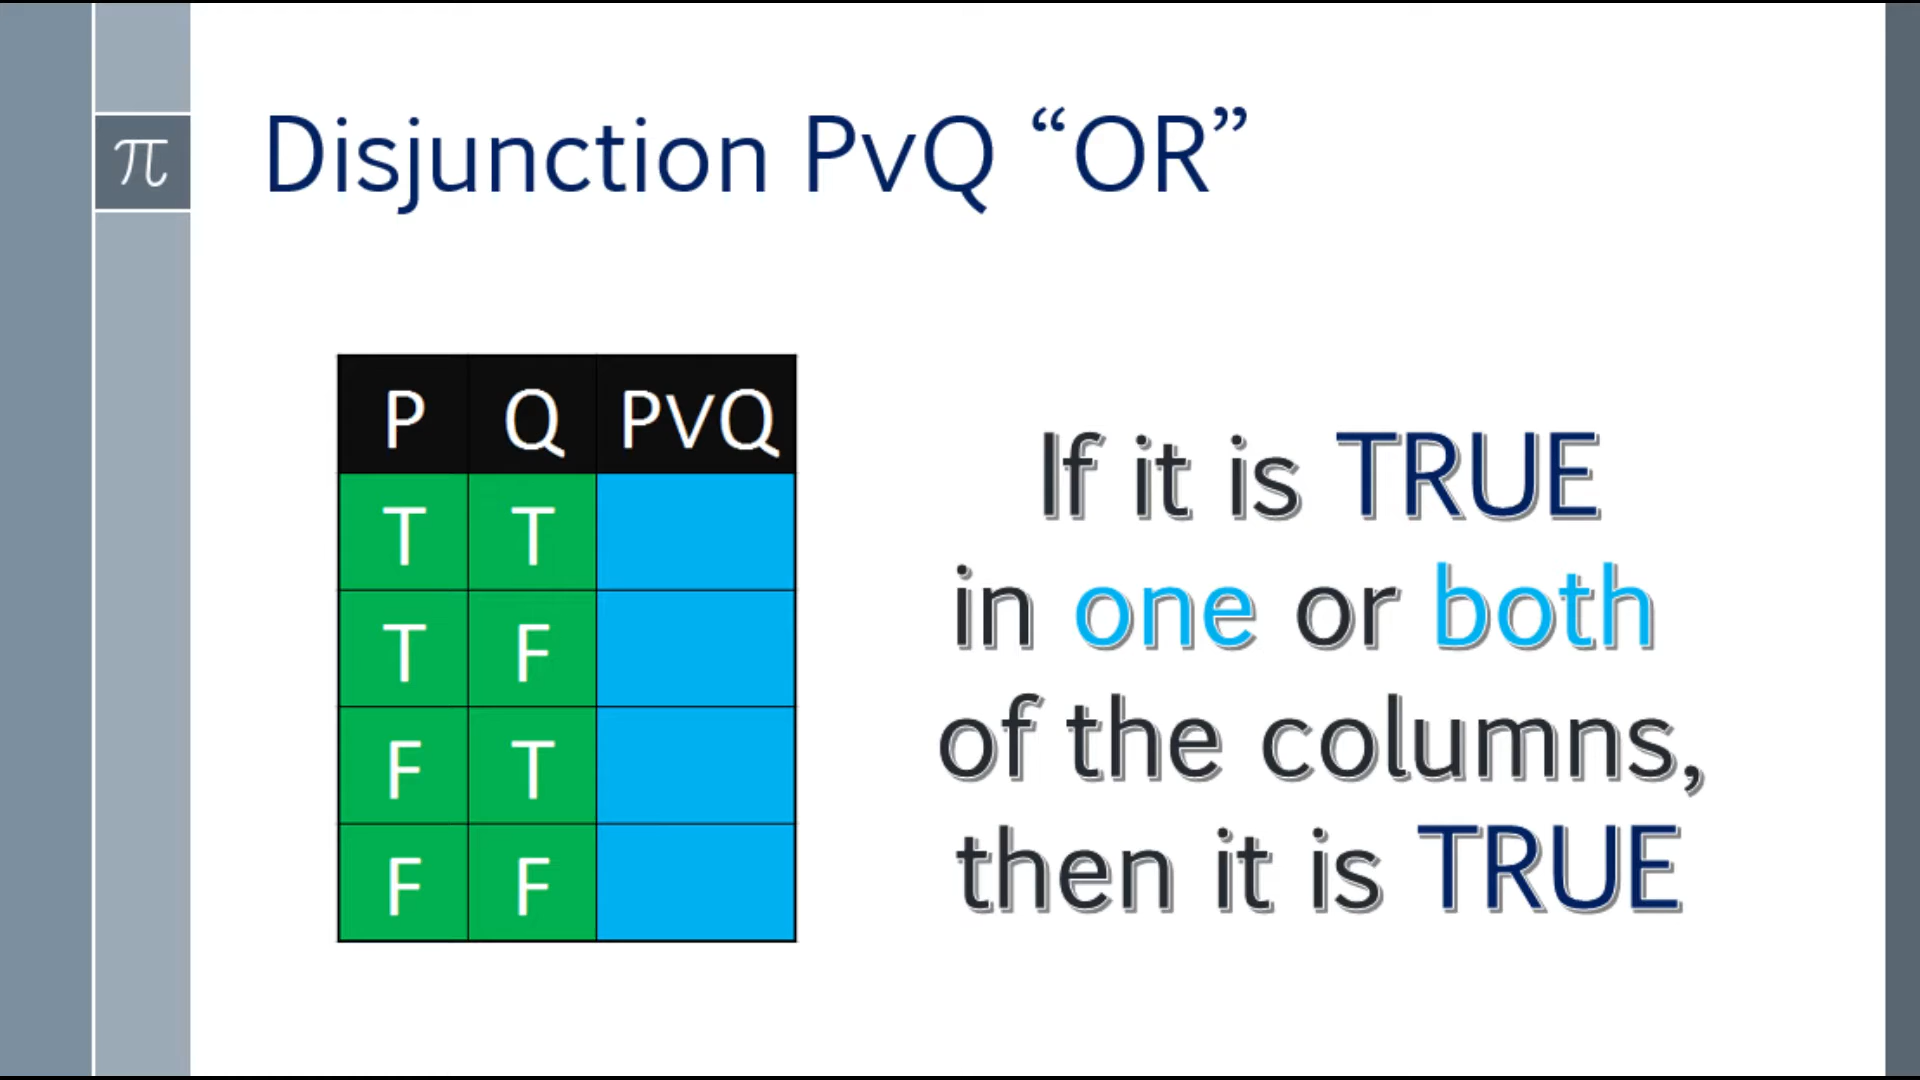 π
Disjunction PvQ “OR”
P Q PVQ
T T
T F
F T
F F
If it is TRUE
in one or both
of the columns,
then it is TRUE